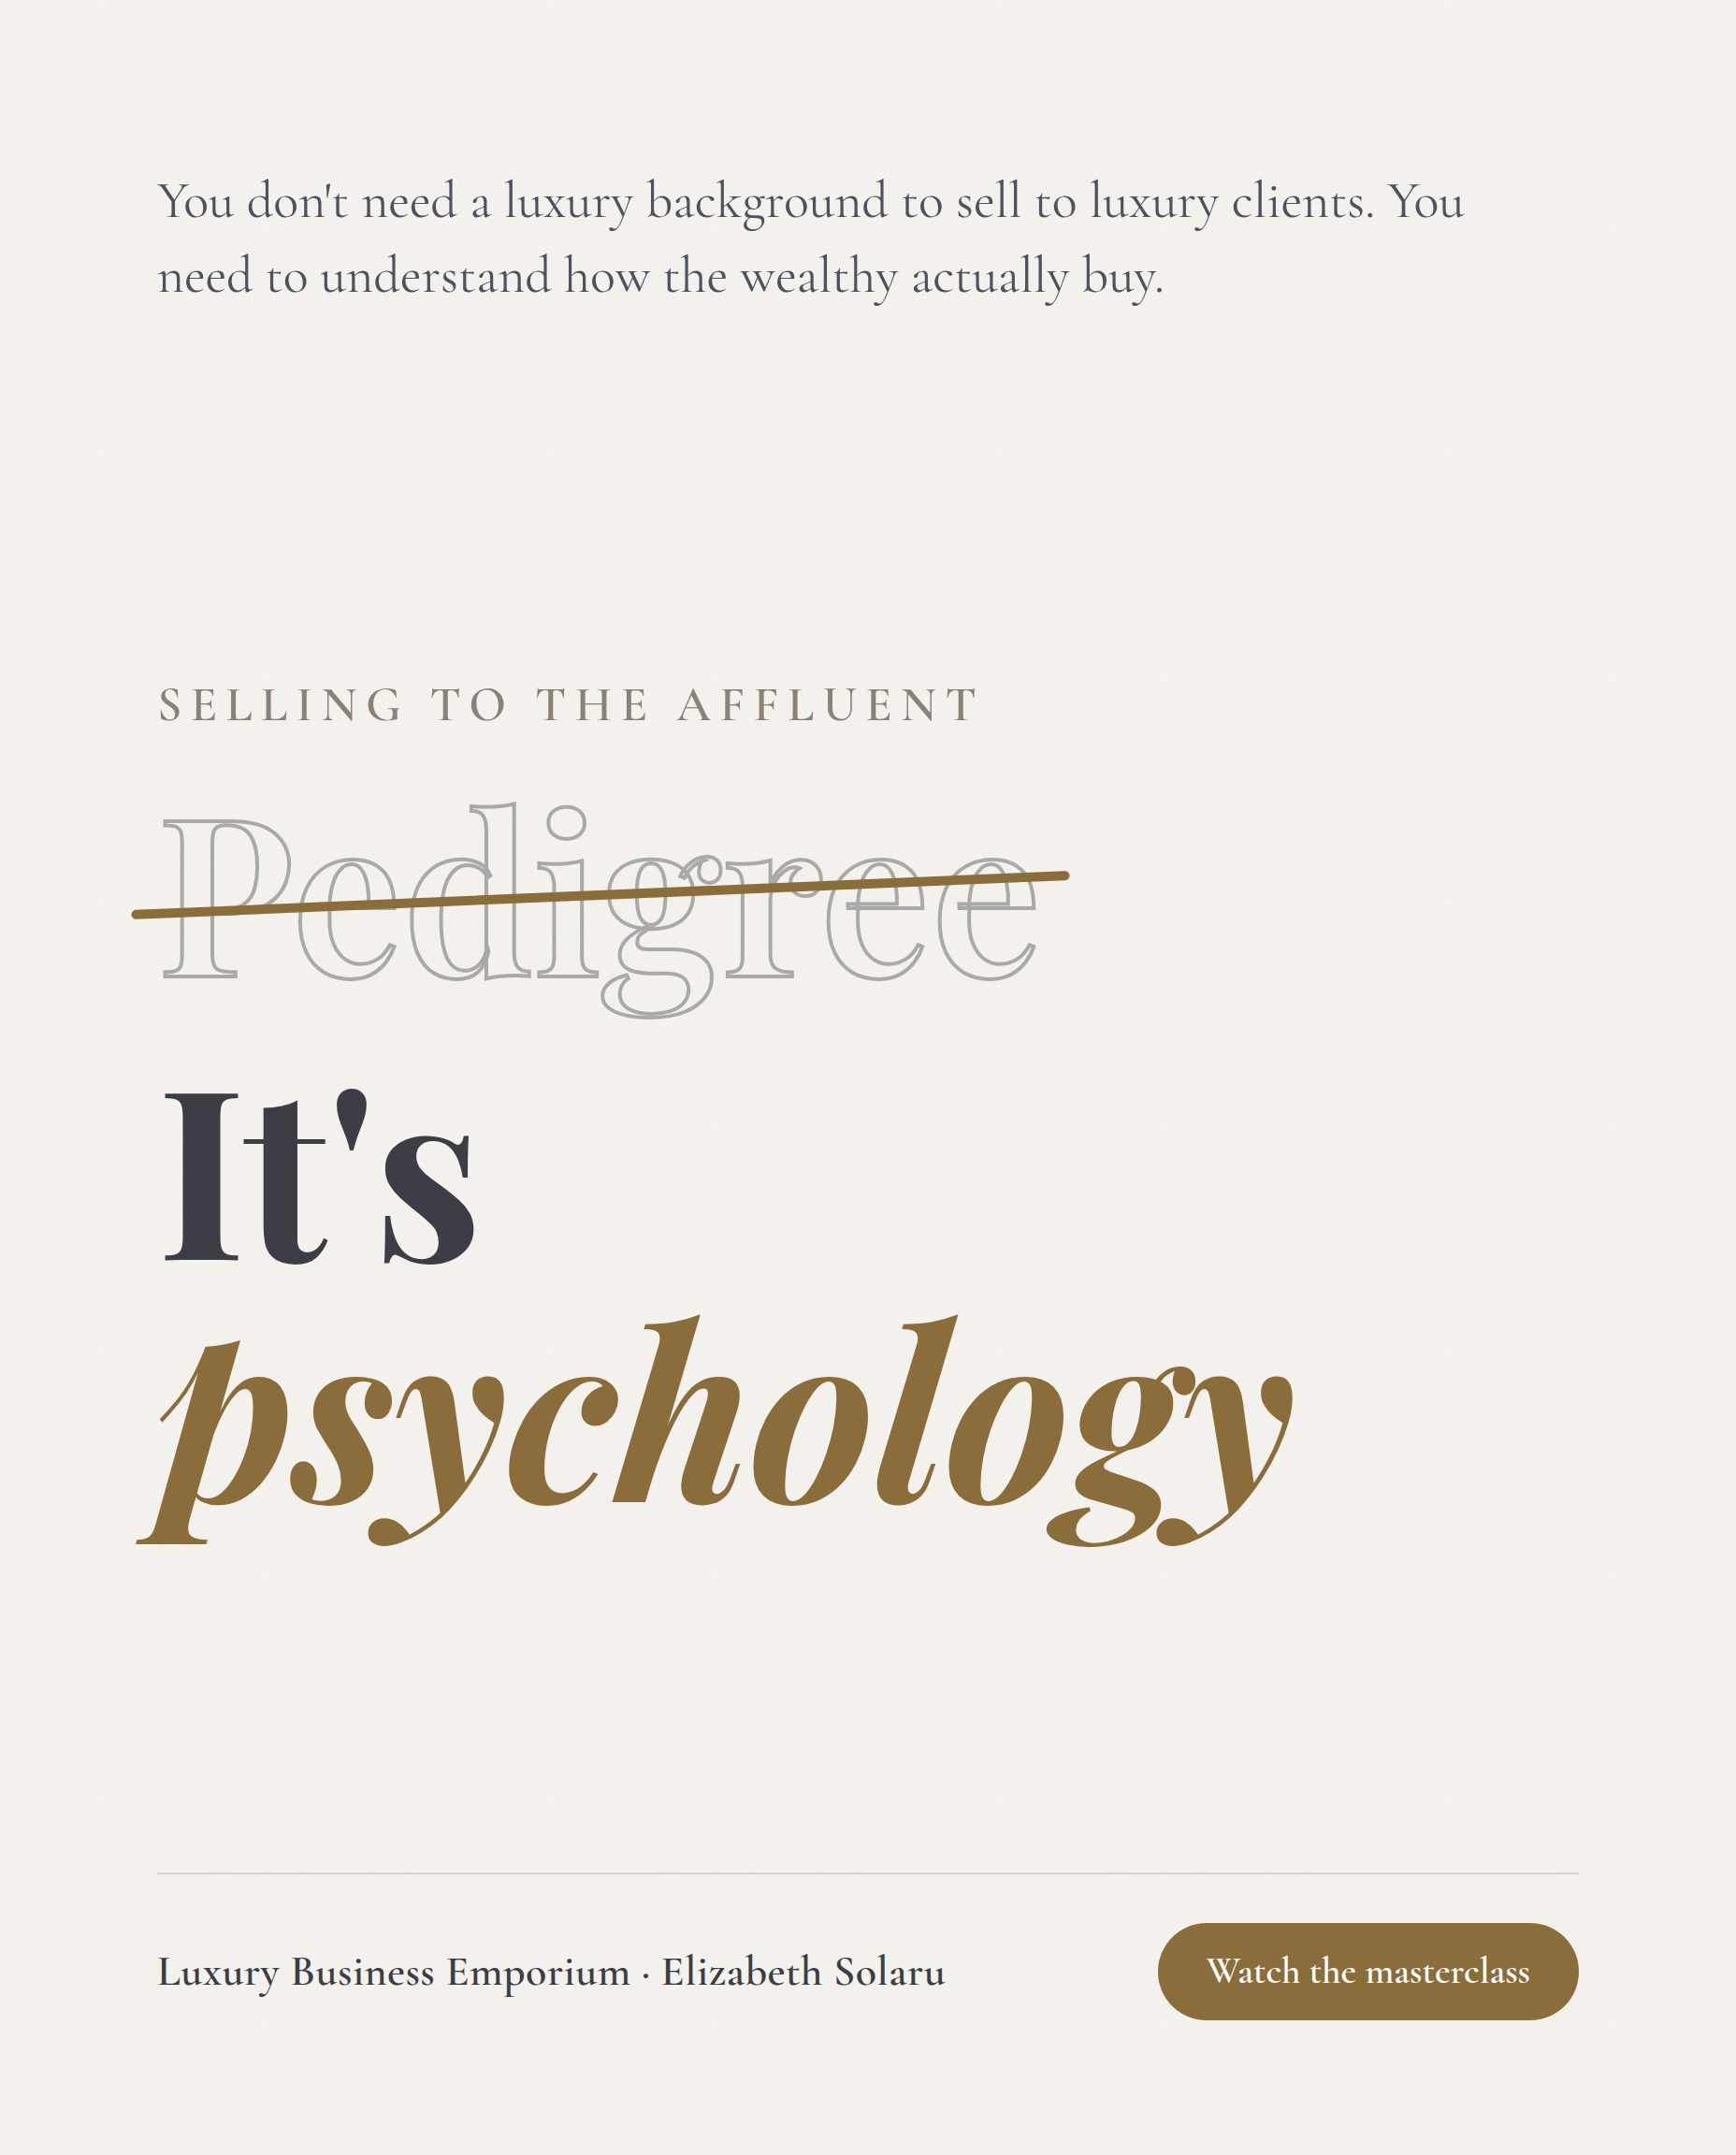 You don't need a luxury background to sell to luxury clients. You
need to understand how the wealthy actually buy.
SELLING TO THE AFFLUENT
Pedigree
It's
psychology
Luxury Business Emporium · Elizabeth Solaru
Watch the masterclass